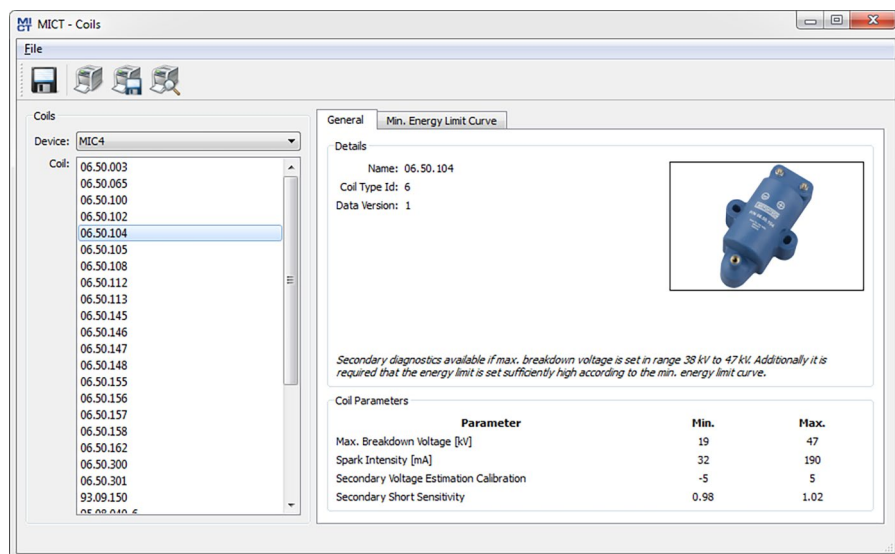 MICT - Coils
File
Coils
Device: MIC4
Coil:
06.50.003
06.50.065
06.50.100
06.50.102
06.50.104
06.50.105
06.50.108
06.50.112
06.50.113
06.50.145
06.50.146
06.50.147
06.50.148
06.50.155
06.50.156
06.50.157
06.50.158
06.50.162
06.50.300
06.50.301
93.09.150
General Min. Energy Limit Curve
Details
Name: 06.50.104
Coil Type Id: 6
Data Version: 1
Secondary diagnostics available if max. breakdown voltage is set in range 38 kV to 47 kV. Additionally it is
required that the energy limit is set sufficiently high according to the min. energy limit curve.
Coil Parameters
Parameter Min. Max.
Max. Breakdown Voltage [kV] 19 47
Spark Intensity [mA] 32 190
Secondary Voltage Estimation Calibration -5 5
Secondary Short Sensitivity 0.98 1.02